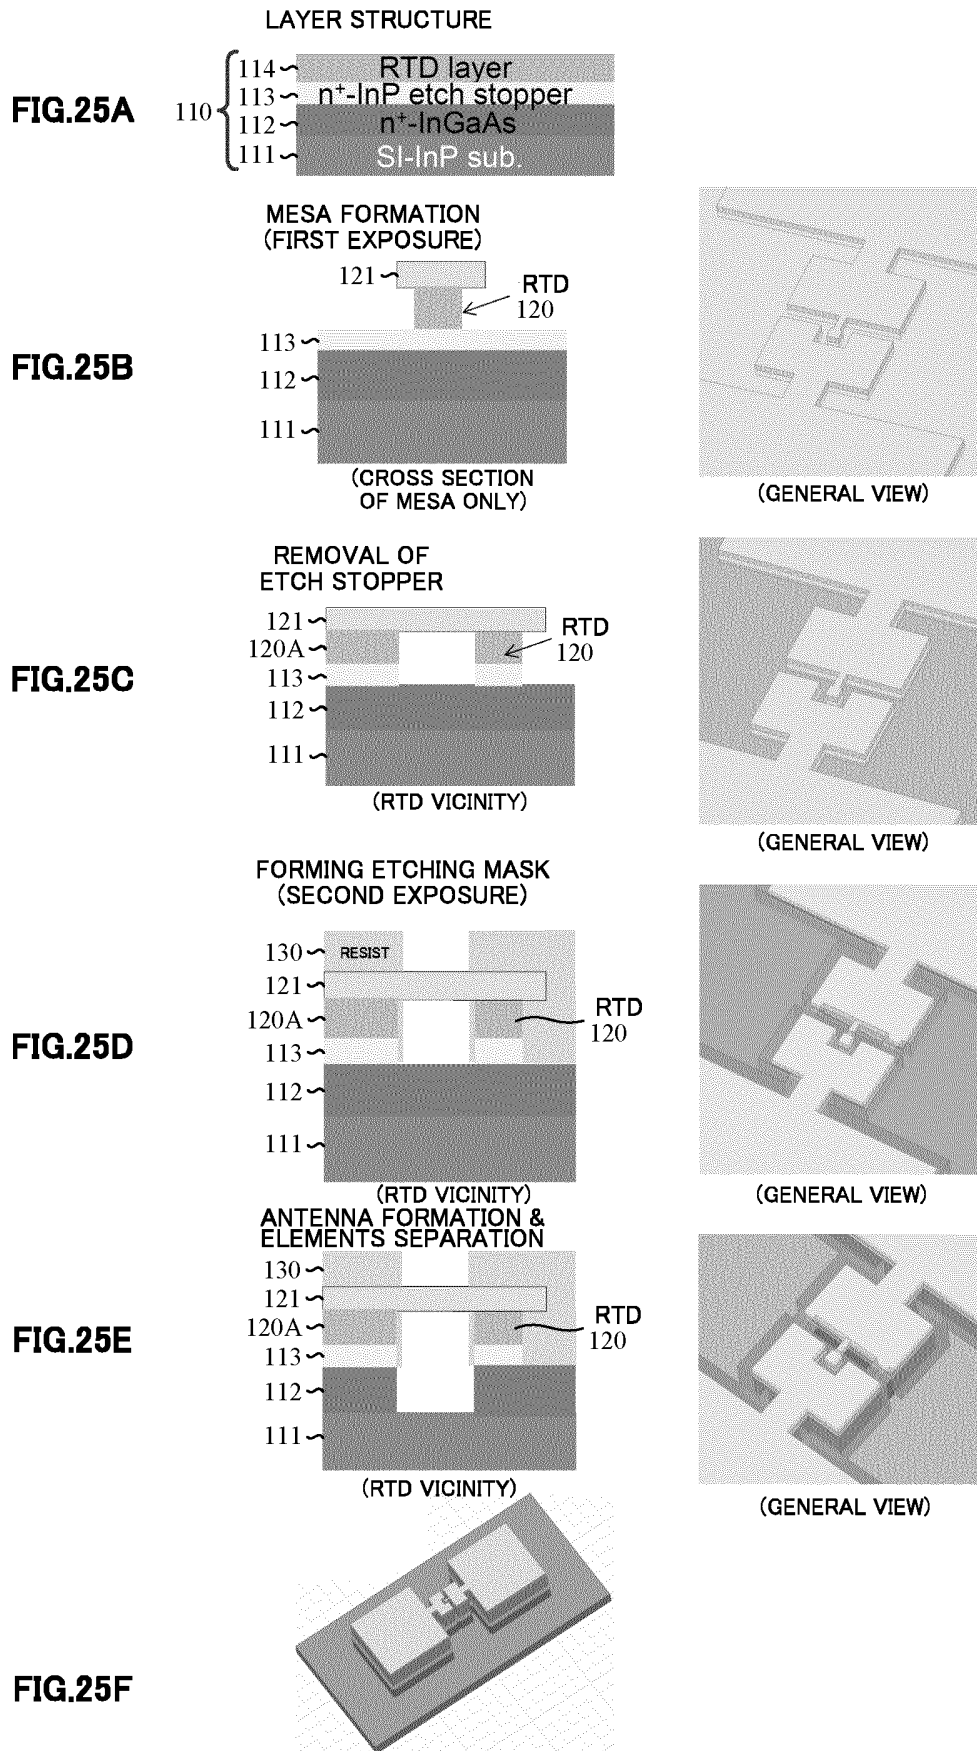 LAYER STRUCTURE
FIG.25A
110
114 RTD layer
113 n⁺-InP etch stopper
112 n⁺-InGaAs
111 SI-InP sub.
MESA FORMATION
(FIRST EXPOSURE)
FIG.25B
121
RTD
120
113
112
111
(CROSS SECTION
OF MESA ONLY)
(GENERAL VIEW)
REMOVAL OF
ETCH STOPPER
FIG.25C
121
120A
RTD
120
113
112
111
(RTD VICINITY)
(GENERAL VIEW)
FORMING ETCHING MASK
(SECOND EXPOSURE)
FIG.25D
130 RESIST
121
120A
RTD
120
113
112
111
(RTD VICINITY)
(GENERAL VIEW)
ANTENNA FORMATION &
ELEMENTS SEPARATION
FIG.25E
130
121
120A
RTD
120
113
112
111
(RTD VICINITY)
(GENERAL VIEW)
FIG.25F